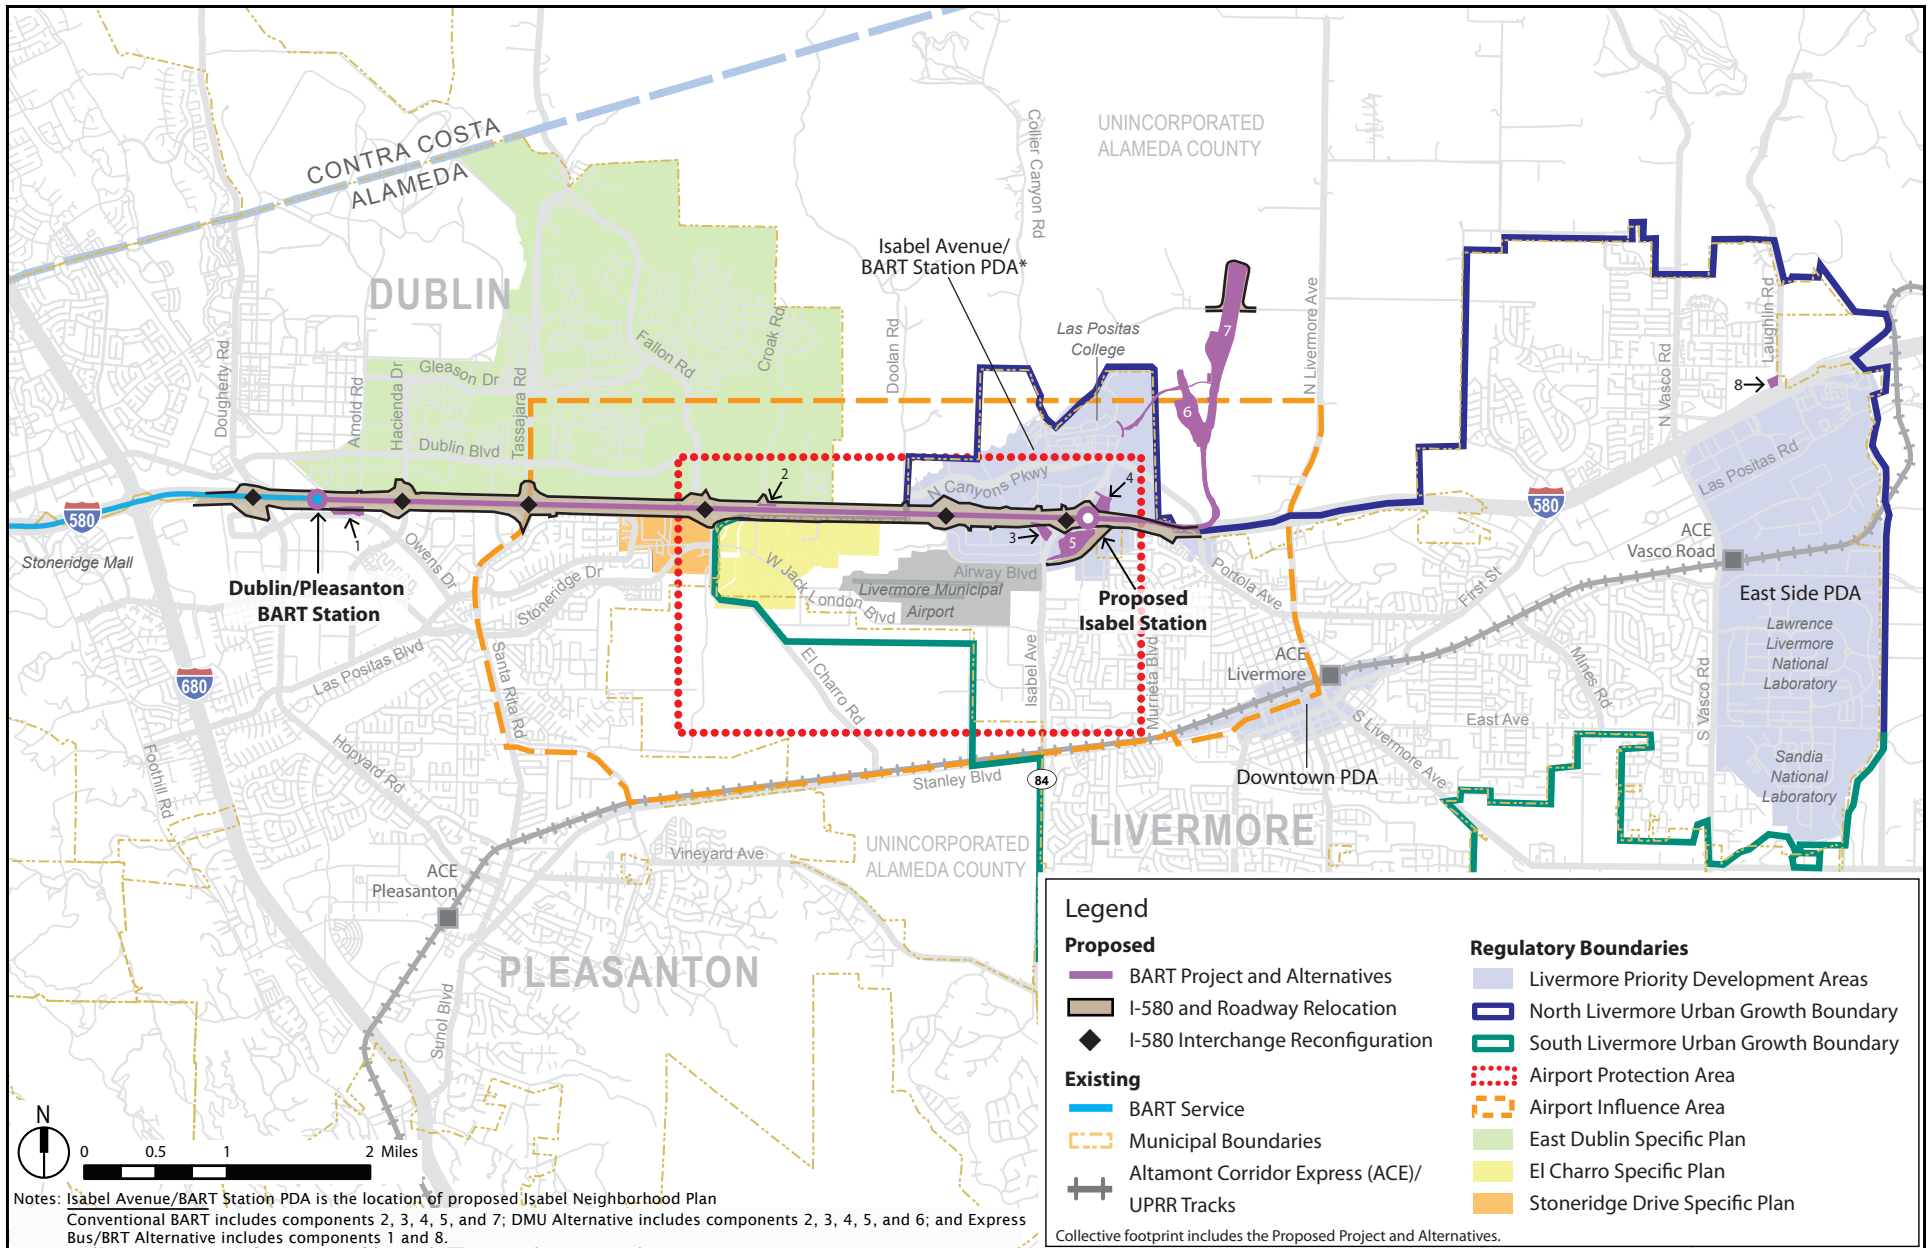 CONTRA COSTA
ALAMEDA
UNINCORPORATED
ALAMEDA COUNTY
Collier Canyon Rd
DUBLIN
Isabel Avenue/
BART Station PDA*
Las Positas
College
N Livermore Ave
Dougherty Rd
Arnold Rd
Hacienda Dr
Gleason Dr
Tassajara Rd
Fallon Rd
Croak Rd
Doolan Rd
Dublin Blvd
N Canyons Pkwy
N Vasco Rd
Laughlin Rd
Las Positas Rd
1
2
3
4
5
6
7
8
580
580
680
84
Stoneridge Mall
Dublin/Pleasanton
BART Station
Owens Dr
Stoneridge Dr
W Jack London Blvd
Airway Blvd
Livermore Municipal
Airport
Proposed
Isabel Station
Portola Ave
First St
ACE
Vasco Road
East Side PDA
Lawrence
Livermore
National
Laboratory
Las Positas Blvd
Santa Rita Rd
El Charro Rd
Isabel Ave
Murrieta Blvd
ACE
Livermore
Mines Rd
S Vasco Rd
East Ave
S Livermore Ave
Sandia
National
Laboratory
Foothill Rd
Hopyard Rd
Stanley Blvd
Downtown PDA
LIVERMORE
UNINCORPORATED
ALAMEDA COUNTY
Vineyard Ave
ACE
Pleasanton
PLEASANTON
Sunol Blvd
N
0 0.5 1 2 Miles
Notes: Isabel Avenue/BART Station PDA is the location of proposed Isabel Neighborhood Plan
Conventional BART includes components 2, 3, 4, 5, and 7; DMU Alternative includes components 2, 3, 4, 5, and 6; and Express
Bus/BRT Alternative includes components 1 and 8.
Legend
Proposed
BART Project and Alternatives
I-580 and Roadway Relocation
I-580 Interchange Reconfiguration
Existing
BART Service
Municipal Boundaries
Altamont Corridor Express (ACE)/
UPRR Tracks
Regulatory Boundaries
Livermore Priority Development Areas
North Livermore Urban Growth Boundary
South Livermore Urban Growth Boundary
Airport Protection Area
Airport Influence Area
East Dublin Specific Plan
El Charro Specific Plan
Stoneridge Drive Specific Plan
Collective footprint includes the Proposed Project and Alternatives.